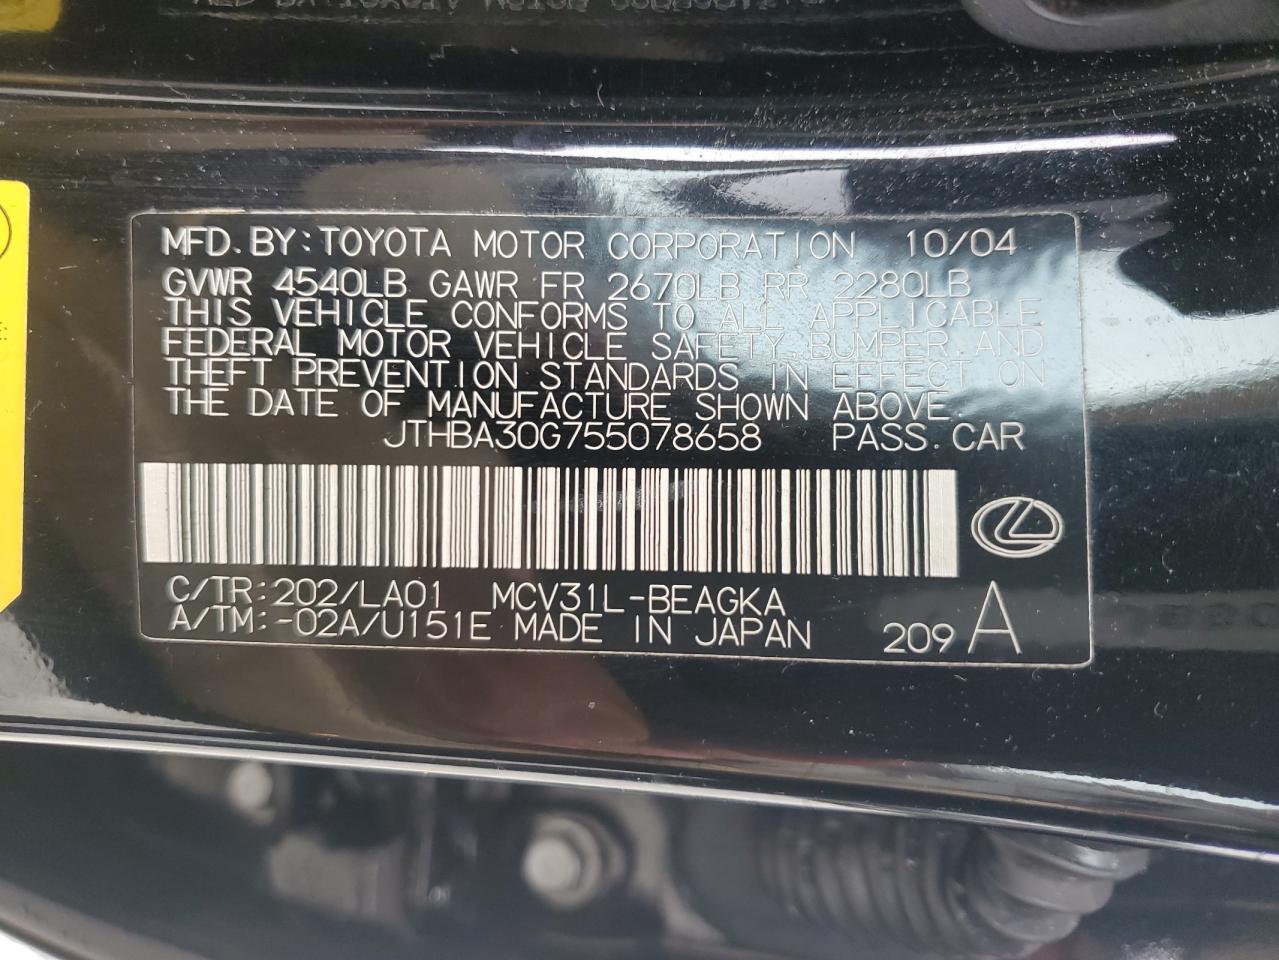 MFD. BY: TOYOTA MOTOR CORPORATION 10/04
GVWR 4540LB GAWR FR 2670LB RR 2280LB
THIS VEHICLE CONFORMS TO ALL APPLICABLE
FEDERAL MOTOR VEHICLE SAFETY, BUMPER, AND
THEFT PREVENTION STANDARDS IN EFFECT ON
THE DATE OF MANUFACTURE SHOWN ABOVE.
JTHBA30G755078658 PASS. CAR
C/TR: 202/LA01 MCV31L-BEAGKA
A/TM: -02A/U151E MADE IN JAPAN 209 A